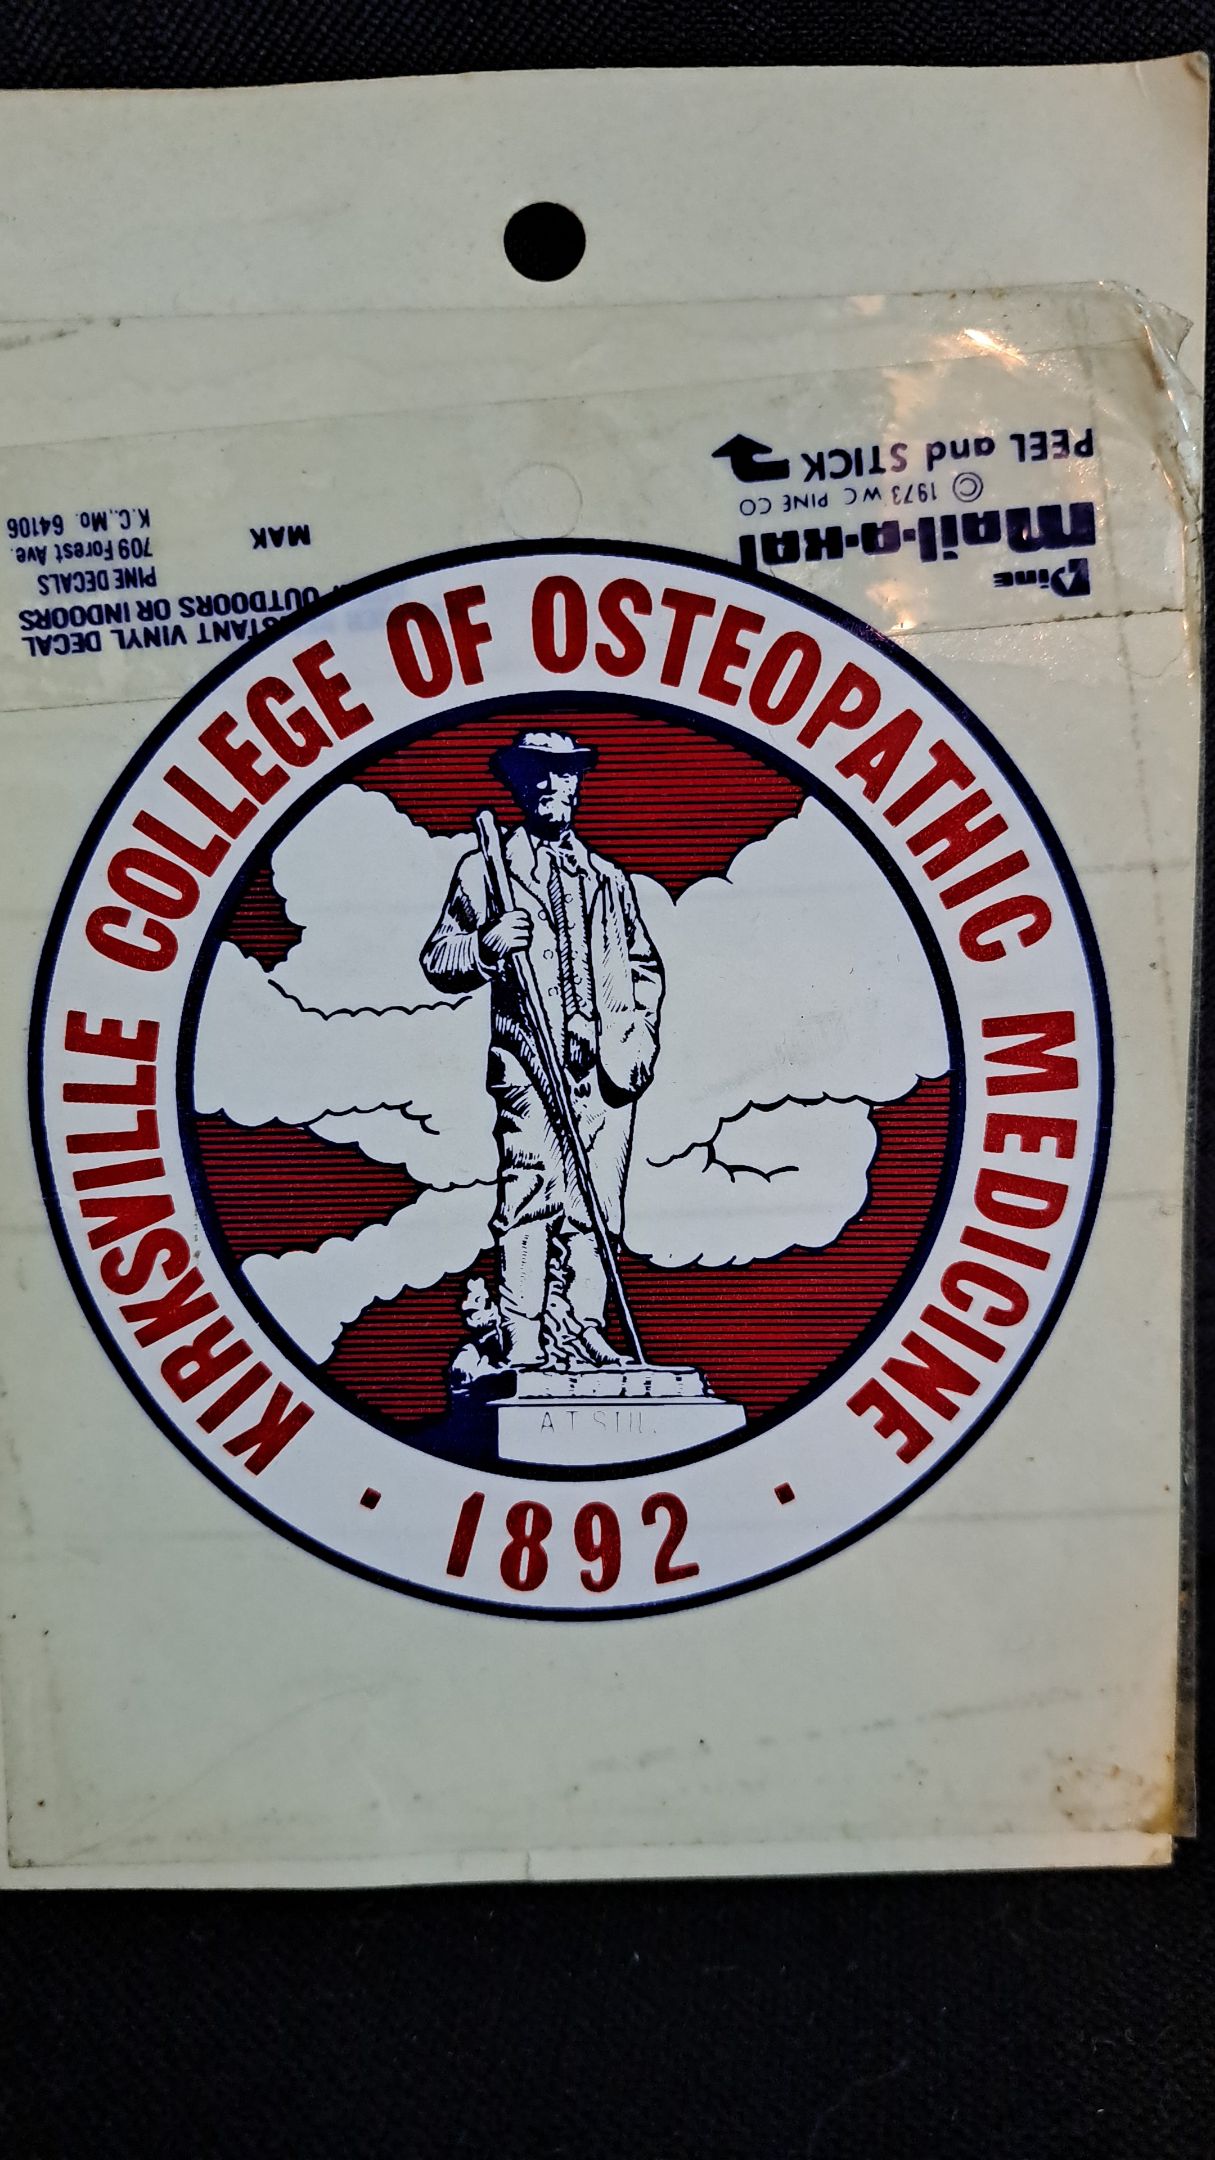 KIRKSVILLE COLLEGE OF OSTEOPATHIC MEDICINE
· 1892 ·
A T STILL
Pine
Mail-a-Kal
© 1973 W C PINE CO
PEEL and STICK
VINYL DECAL
OUTDOORS OR INDOORS
PINE DECALS
709 Forest Ave.
K.C., Mo. 64106
MAK